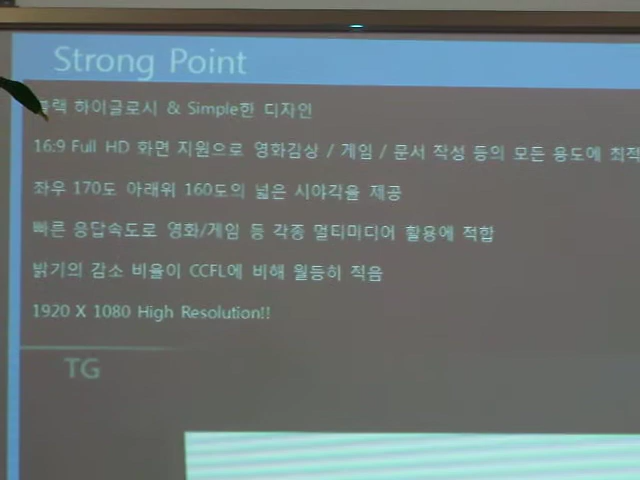 Strong Point
블랙 하이글로시 & Simple한 디자인
16:9 Full HD 화면 지원으로 영화감상 / 게임 / 문서 작성 등의 모든 용도에 최적
좌우 170도 아래위 160도의 넓은 시야각을 제공
빠른 응답속도로 영화/게임 등 각종 멀티미디어 활용에 적합
밝기의 감소 비율이 CCFL에 비해 월등히 적음
1920 X 1080 High Resolution!!
TG